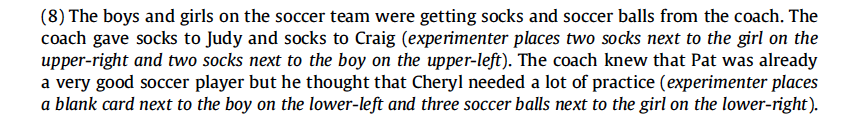 (8) The boys and girls on the soccer team were getting socks and soccer balls from the coach. The
coach gave socks to Judy and socks to Craig (experimenter places two socks next to the girl on the
upper-right and two socks next to the boy on the upper-left). The coach knew that Pat was already
a very good soccer player but he thought that Cheryl needed a lot of practice (experimenter places
a blank card next to the boy on the lower-left and three soccer balls next to the girl on the lower-right).